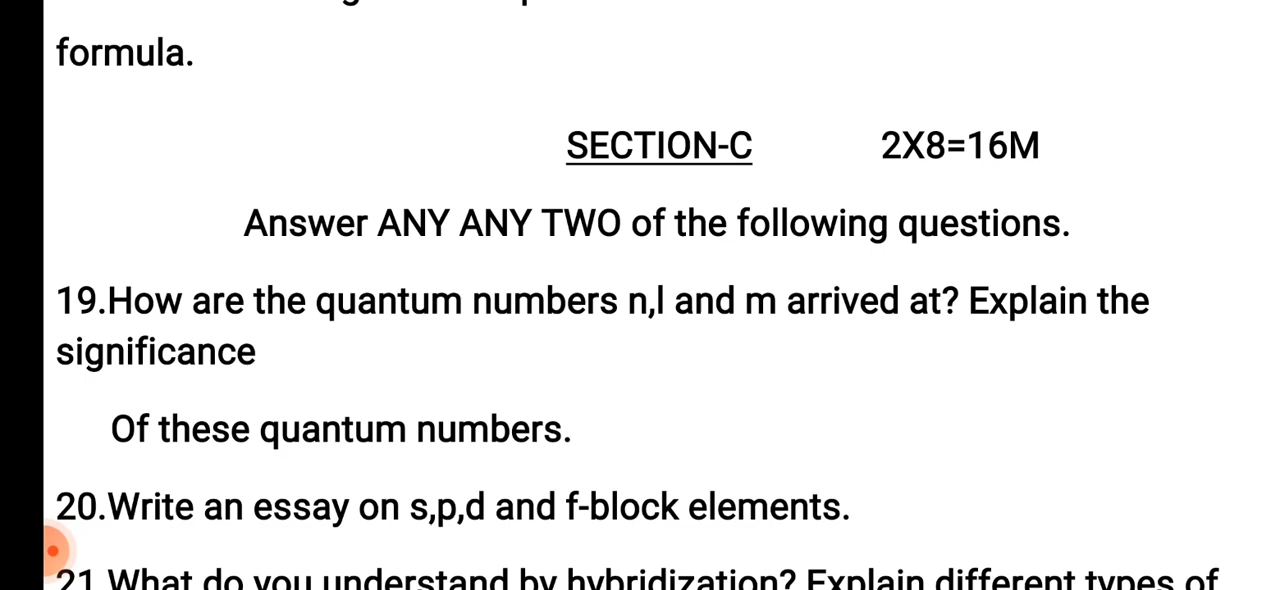 formula.
SECTION-C 2X8=16M
Answer ANY ANY TWO of the following questions.
19.How are the quantum numbers n,l and m arrived at? Explain the
significance
Of these quantum numbers.
20.Write an essay on s,p,d and f-block elements.
21.What do you understand by hybridization? Explain different types of